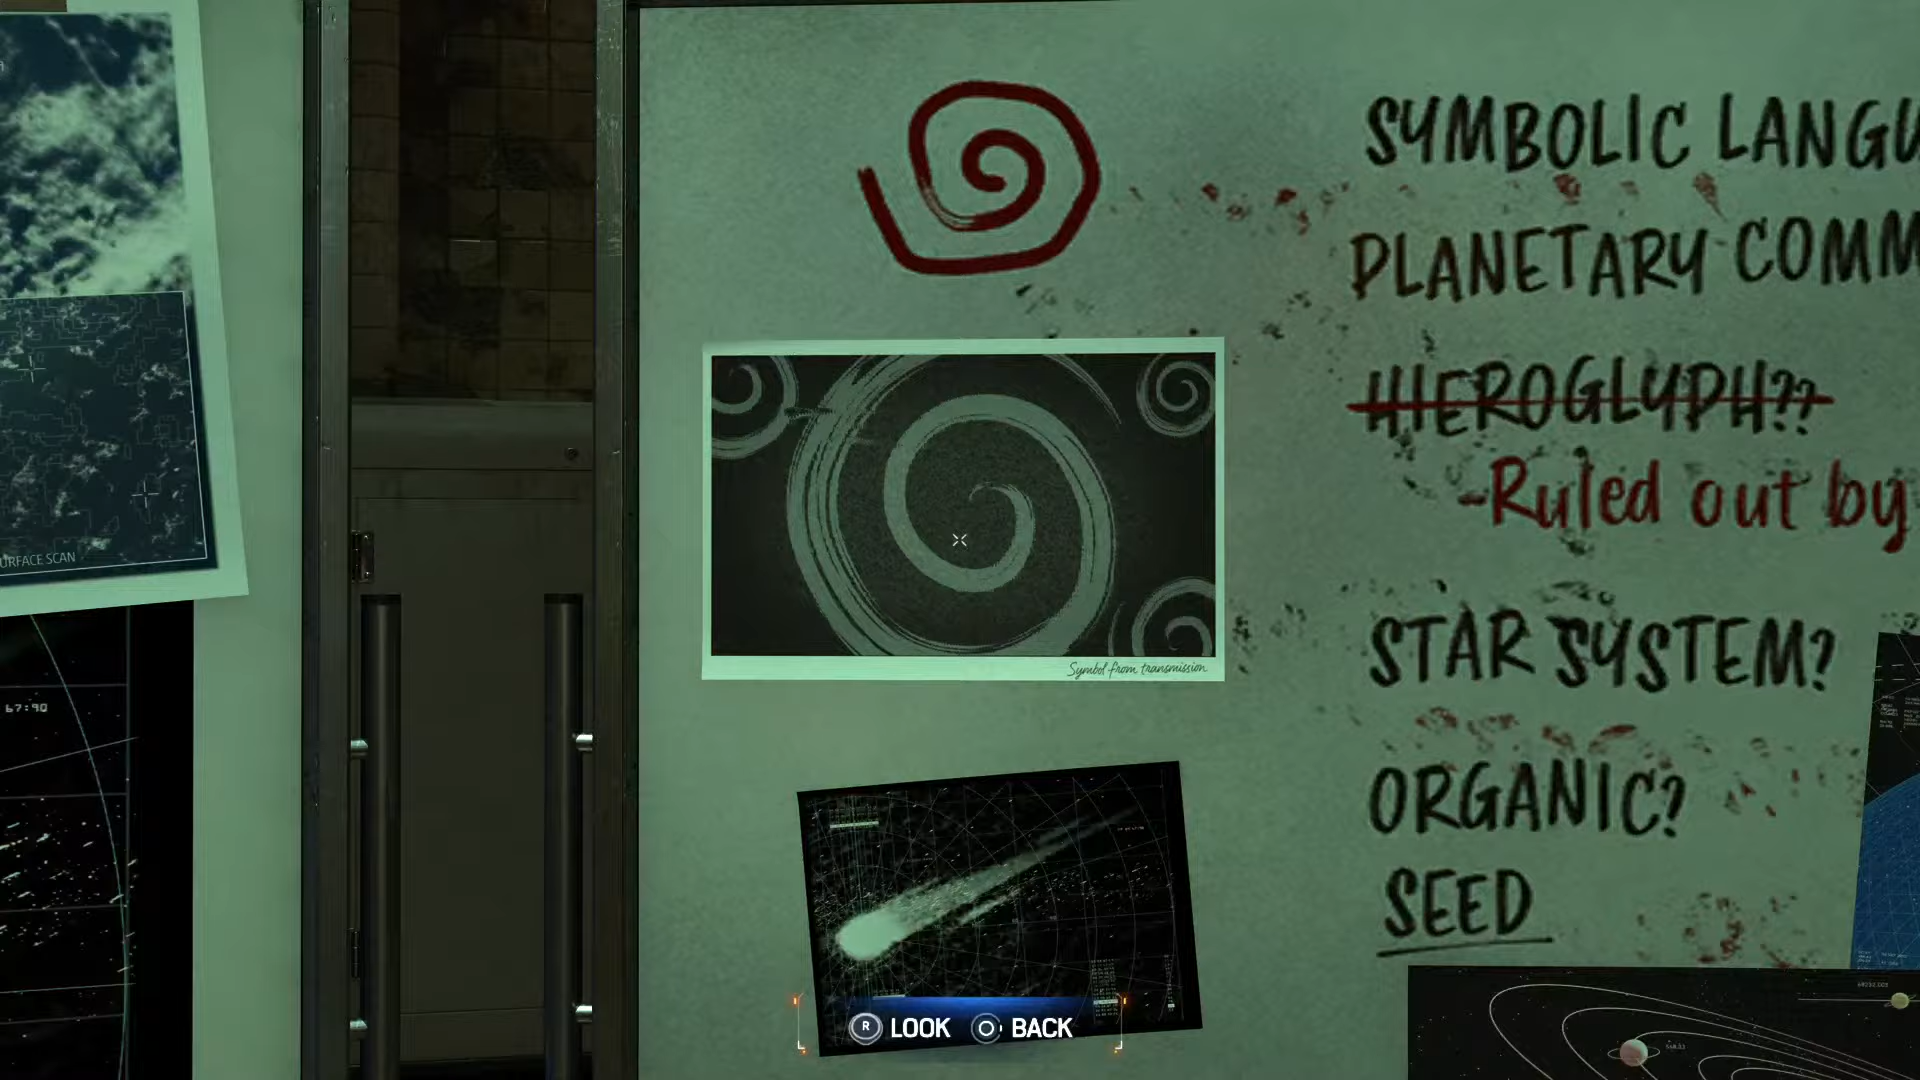 SYMBOLIC LANGU
PLANETARY COMM
HIEROGLYPH??
-Ruled out by
STAR SYSTEM?
ORGANIC?
SEED
Symbol from transmission
URFACE SCAN
67:90
R LOOK BACK